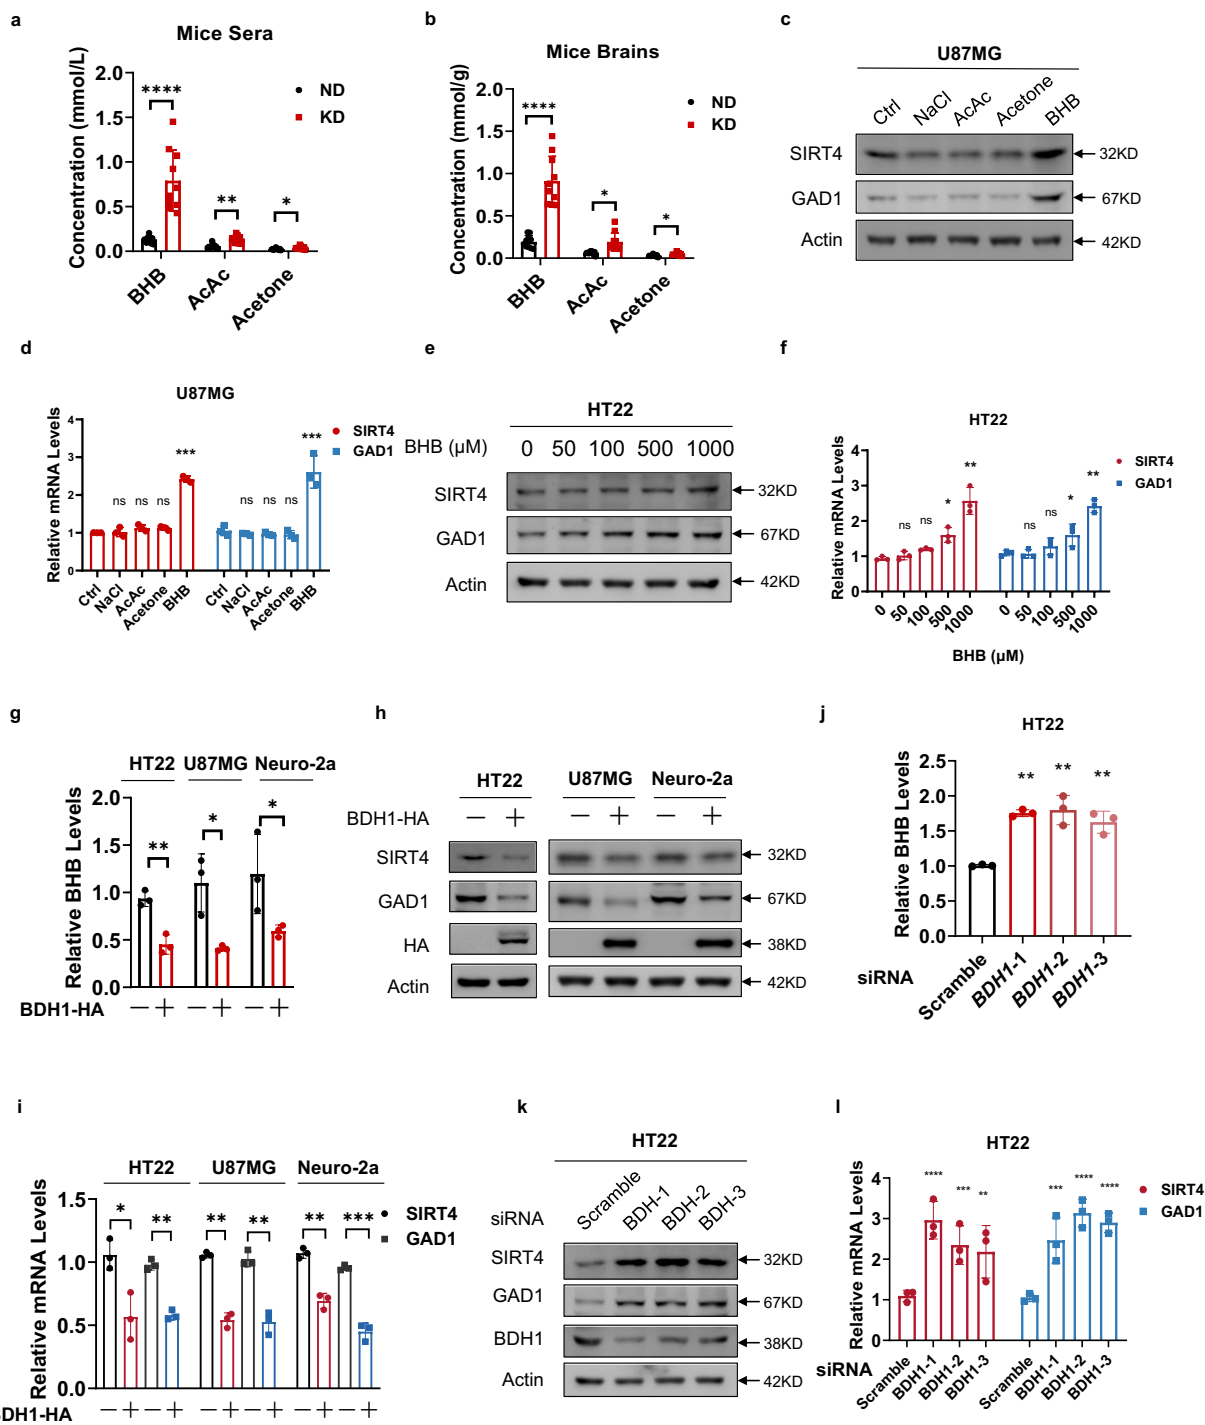 a
Mice Sera
Concentration (mmol/L)
2.0
1.5
1.0
0.5
0.0
****
**
*
ND
KD
BHB
AcAc
Acetone
b
Mice Brains
Concentration (mmol/g)
2.0
1.5
1.0
0.5
0.0
****
*
*
ND
KD
BHB
AcAc
Acetone
c
U87MG
Ctrl NaCl AcAc Acetone BHB
SIRT4 32KD
GAD1 67KD
Actin 42KD
d
U87MG
Relative mRNA Levels
4
3
2
1
0
ns ns ns ***
ns ns ns ***
SIRT4
GAD1
Ctrl NaCl AcAc Acetone BHB Ctrl NaCl AcAc Acetone BHB
e
HT22
BHB (µM) 0 50 100 500 1000
SIRT4 32KD
GAD1 67KD
Actin 42KD
f
HT22
Relative mRNA Levels
4
3
2
1
0
ns ns * **
ns ns * **
SIRT4
GAD1
0 50 100 500 1000 0 50 100 500 1000
BHB (µM)
g
HT22 U87MG Neuro-2a
Relative BHB Levels
2.0
1.5
1.0
0.5
0.0
** * *
BDH1-HA — + — + — +
h
HT22 U87MG Neuro-2a
BDH1-HA — + — + — +
SIRT4 32KD
GAD1 67KD
HA 38KD
Actin 42KD
j
HT22
Relative BHB Levels
2.5
2.0
1.5
1.0
0.5
0.0
** ** **
siRNA
Scramble BDH1-1 BDH1-2 BDH1-3
i
HT22 U87MG Neuro-2a
Relative mRNA Levels
1.5
1.0
0.5
0.0
* ** ** ** ** ***
SIRT4
GAD1
BDH1-HA — + — + — + — + — + — +
k
HT22
siRNA Scramble BDH-1 BDH-2 BDH-3
SIRT4 32KD
GAD1 67KD
BDH1 38KD
Actin 42KD
l
HT22
Relative mRNA Levels
4
3
2
1
0
**** *** **
*** **** ****
SIRT4
GAD1
siRNA
Scramble BDH1-1 BDH1-2 BDH1-3 Scramble BDH1-1 BDH1-2 BDH1-3